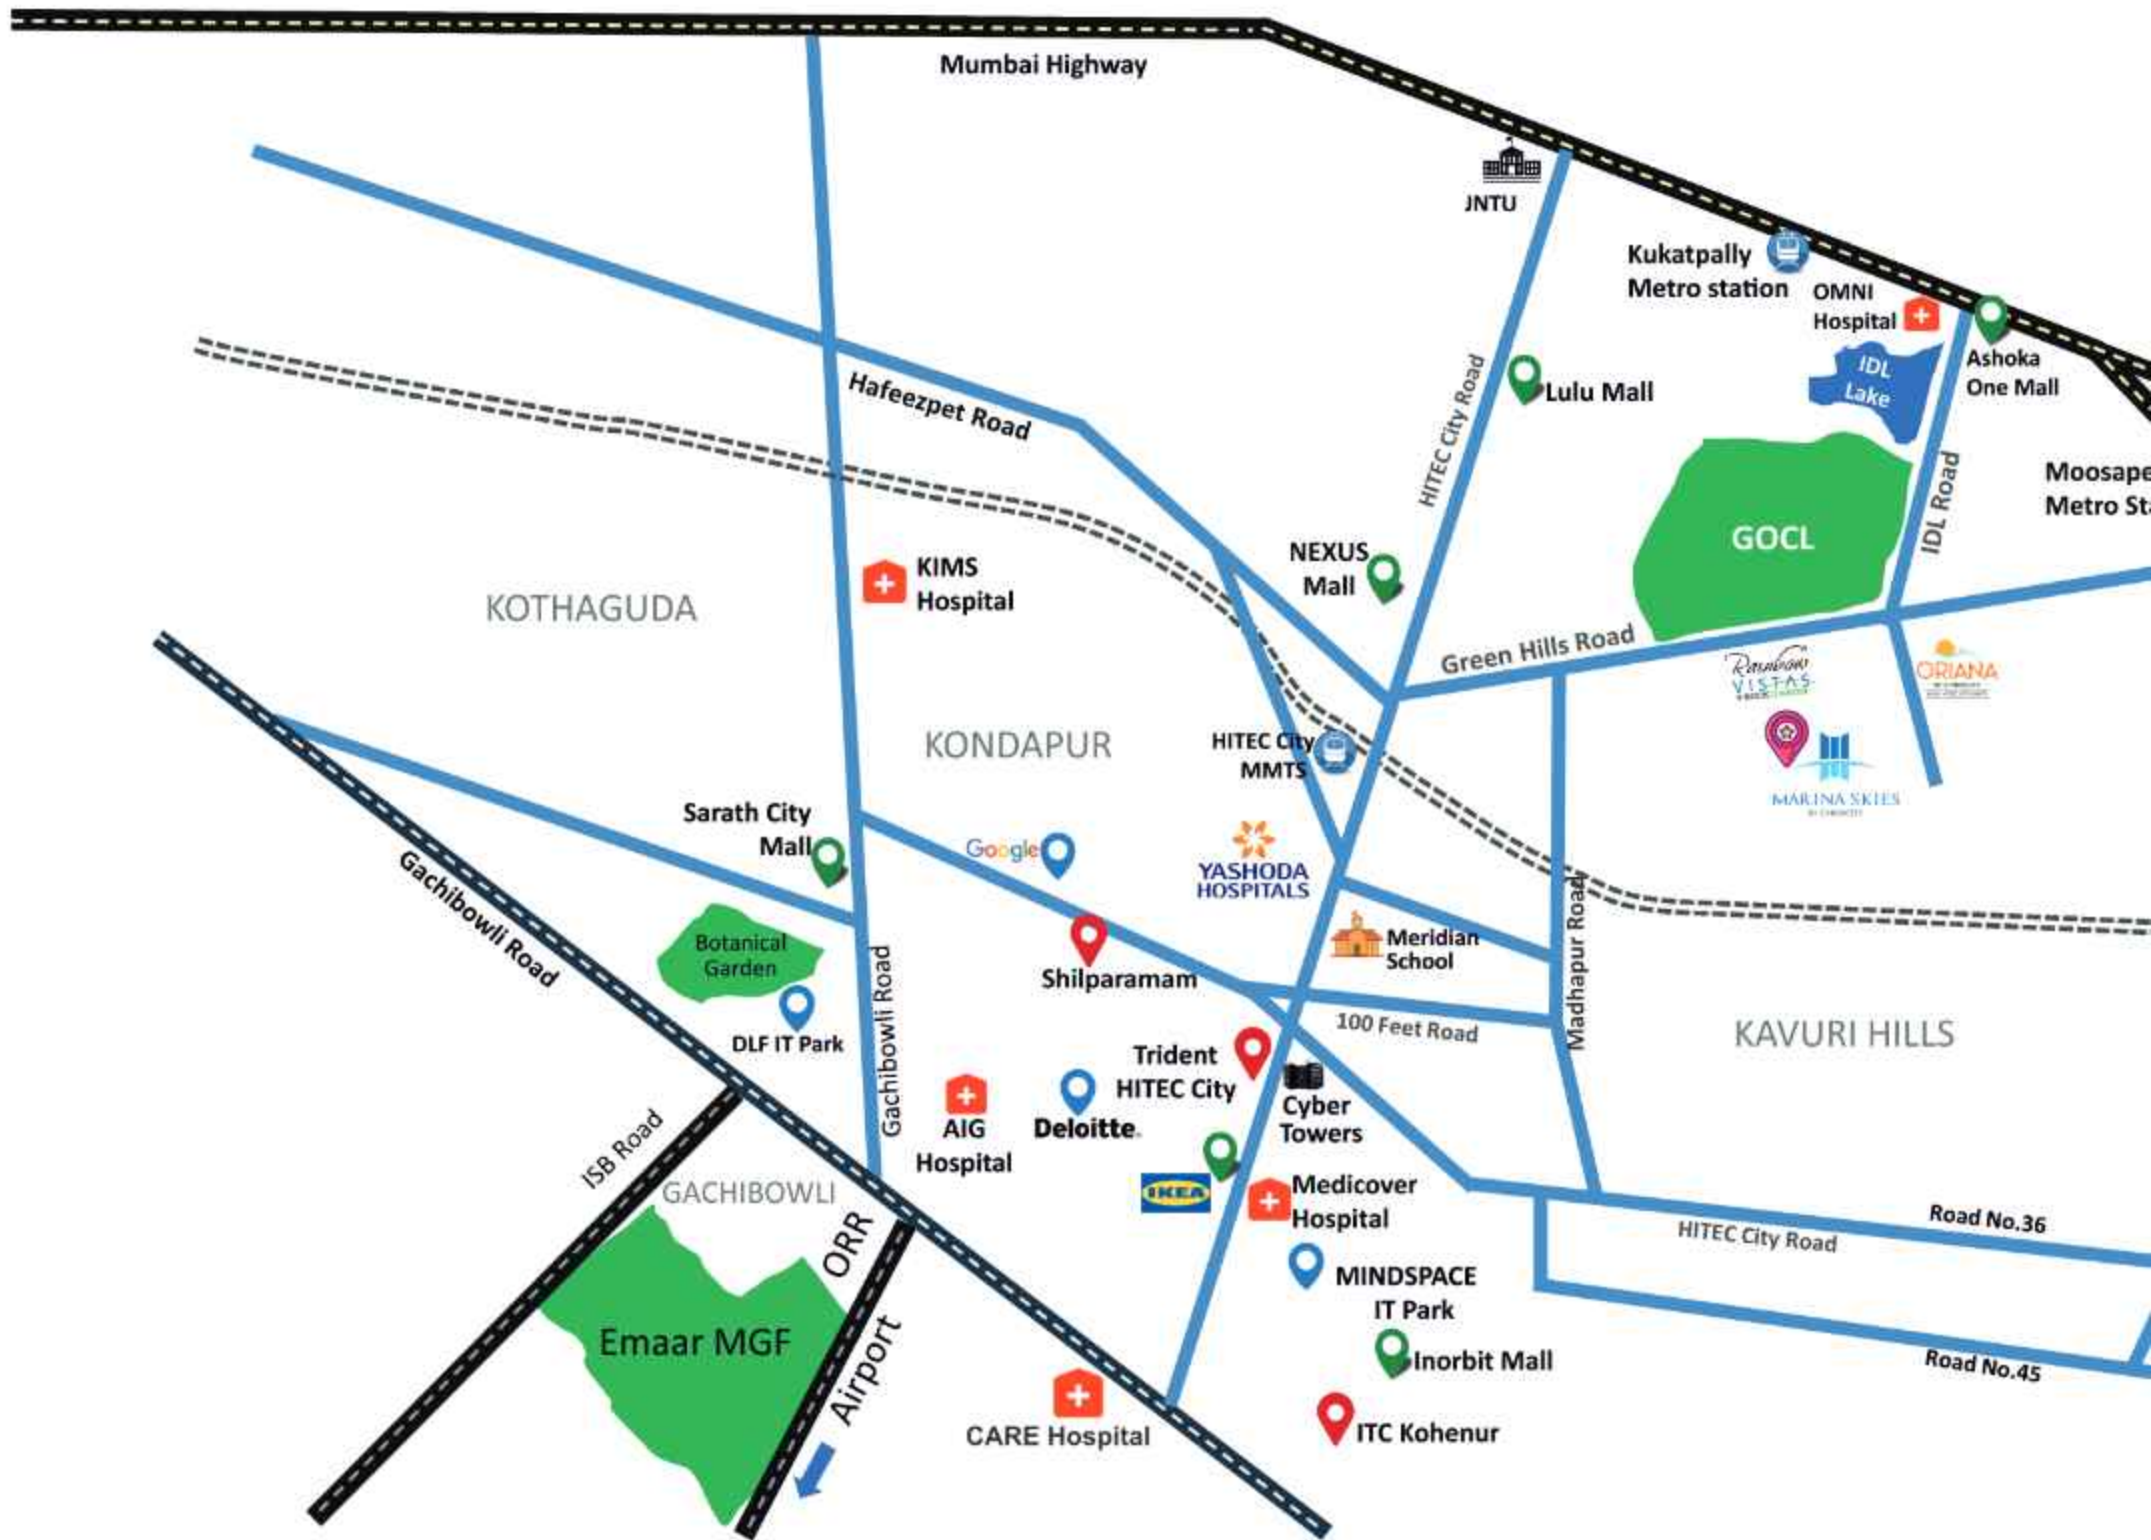 Mumbai Highway
JNTU
Kukatpally
Metro station
OMNI
Hospital
IDL
Lake
Ashoka
One Mall
Hafeezpet Road
HITEC City Road
Lulu Mall
GOCL
IDL Road
Metro
NEXUS
Mall
KIMS
Hospital
KOTHAGUDA
Green Hills Road
Rainbow
VISTAS
ORIANA
KONDAPUR
HITEC City
MMTS
MARINA SKIES
Sarath City
Mall
Google
YASHODA
HOSPITALS
Gachibowli Road
Botanical
Garden
Shilparamam
Meridian
School
Madhapur Road
DLF IT Park
Gachibowli Road
100 Feet Road
KAVURI HILLS
Trident
HITEC City
Cyber
Towers
AIG
Hospital
Deloitte.
ISB Road
GACHIBOWLI
IKEA
Medicover
Hospital
Road No.36
HITEC City Road
ORR
MINDSPACE
IT Park
Emaar MGF
Airport
Inorbit Mall
Road No.45
CARE Hospital
ITC Kohenur